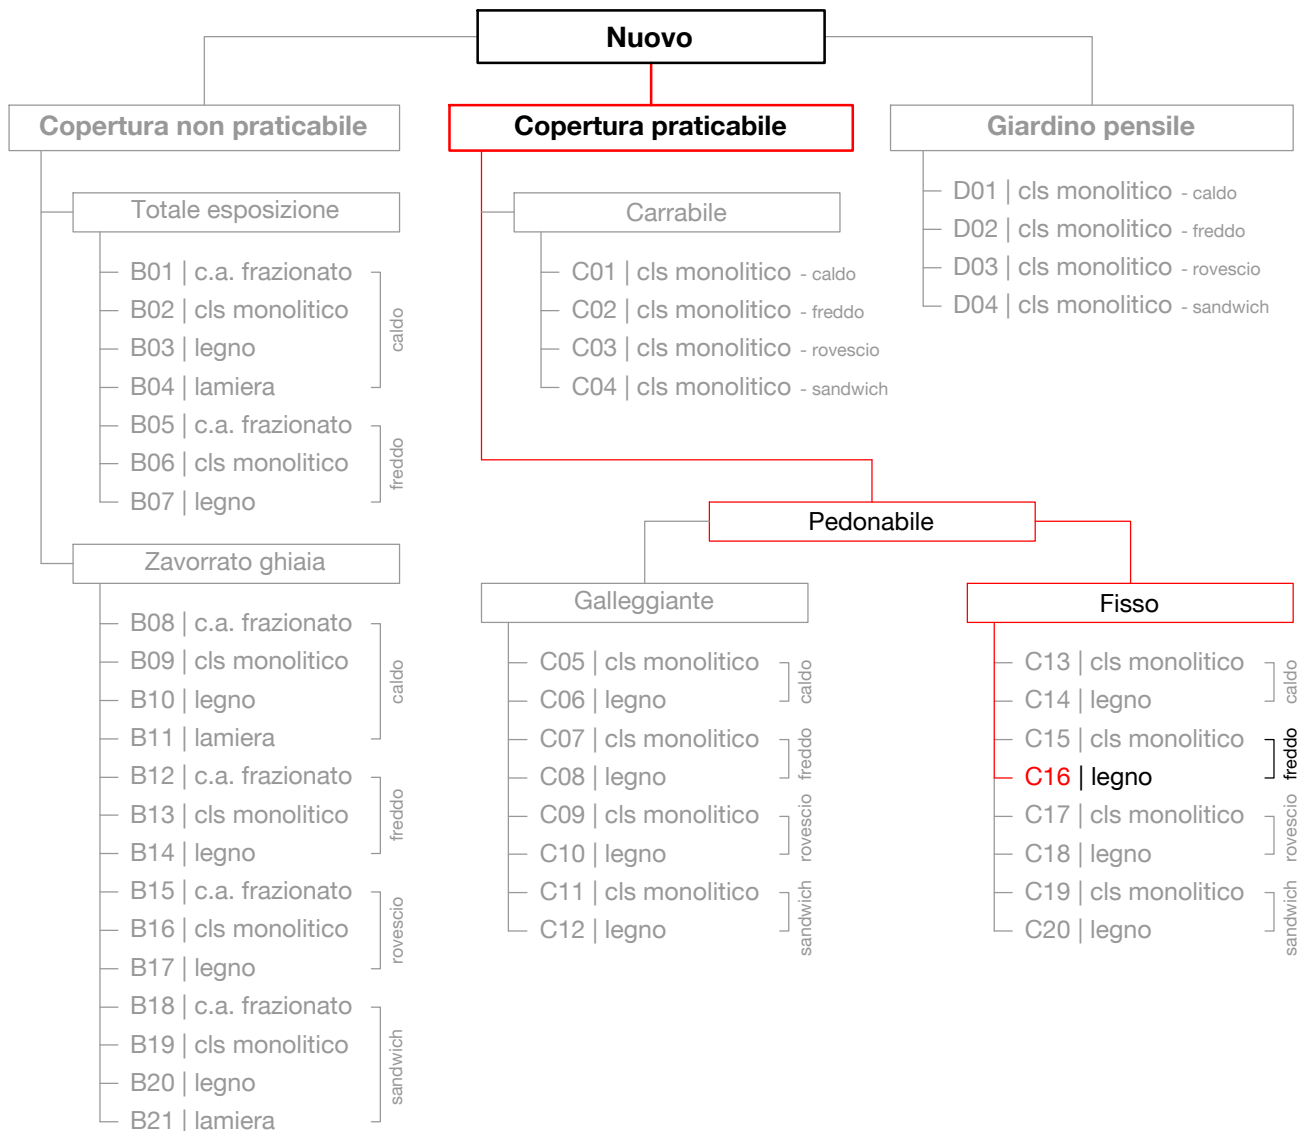 Nuovo
Copertura non praticabile
Totale esposizione
B01 | c.a. frazionato
B02 | cls monolitico
B03 | legno
B04 | lamiera
caldo
B05 | c.a. frazionato
B06 | cls monolitico
B07 | legno
freddo
Zavorrato ghiaia
B08 | c.a. frazionato
B09 | cls monolitico
B10 | legno
B11 | lamiera
caldo
B12 | c.a. frazionato
B13 | cls monolitico
B14 | legno
freddo
B15 | c.a. frazionato
B16 | cls monolitico
B17 | legno
rovescio
B18 | c.a. frazionato
B19 | cls monolitico
B20 | legno
B21 | lamiera
sandwich
Copertura praticabile
Carrabile
C01 | cls monolitico - caldo
C02 | cls monolitico - freddo
C03 | cls monolitico - rovescio
C04 | cls monolitico - sandwich
Pedonabile
Galleggiante
C05 | cls monolitico
C06 | legno
caldo
C07 | cls monolitico
C08 | legno
freddo
C09 | cls monolitico
C10 | legno
rovescio
C11 | cls monolitico
C12 | legno
sandwich
Fisso
C13 | cls monolitico
C14 | legno
caldo
C15 | cls monolitico
C16 | legno
freddo
C17 | cls monolitico
C18 | legno
rovescio
C19 | cls monolitico
C20 | legno
sandwich
Giardino pensile
D01 | cls monolitico - caldo
D02 | cls monolitico - freddo
D03 | cls monolitico - rovescio
D04 | cls monolitico - sandwich